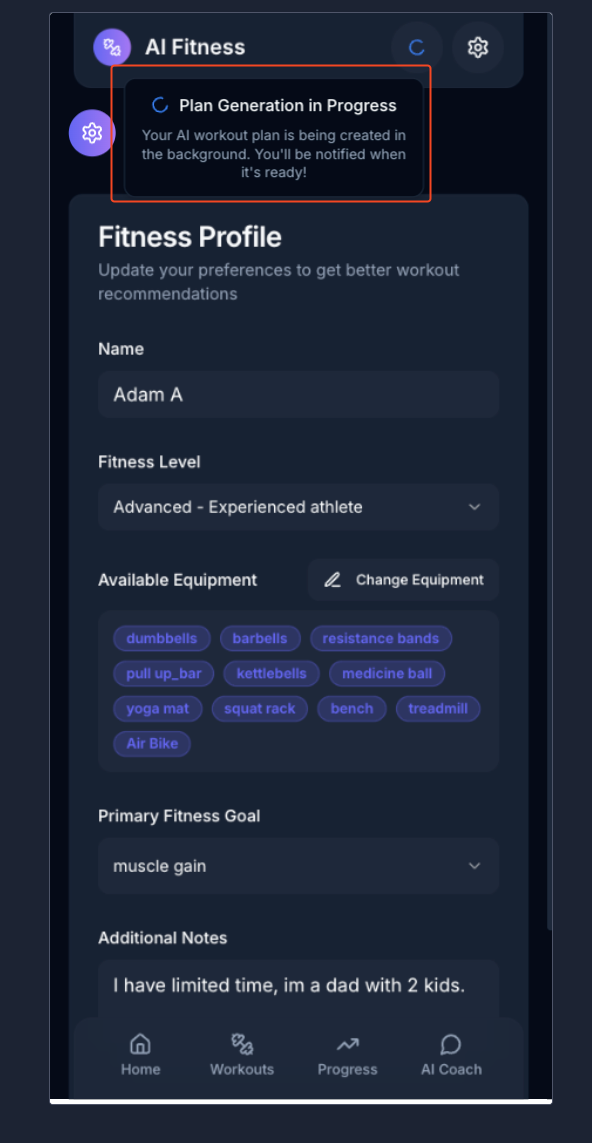 AI Fitness
Plan Generation in Progress
Your AI workout plan is being created in
the background. You'll be notified when
it's ready!
Fitness Profile
Update your preferences to get better workout
recommendations
Name
Adam A
Fitness Level
Advanced - Experienced athlete
Available Equipment
Change Equipment
dumbbells
barbells
resistance bands
pull up_bar
kettlebells
medicine ball
yoga mat
squat rack
bench
treadmill
Air Bike
Primary Fitness Goal
muscle gain
Additional Notes
I have limited time, im a dad with 2 kids.
Home
Workouts
Progress
AI Coach